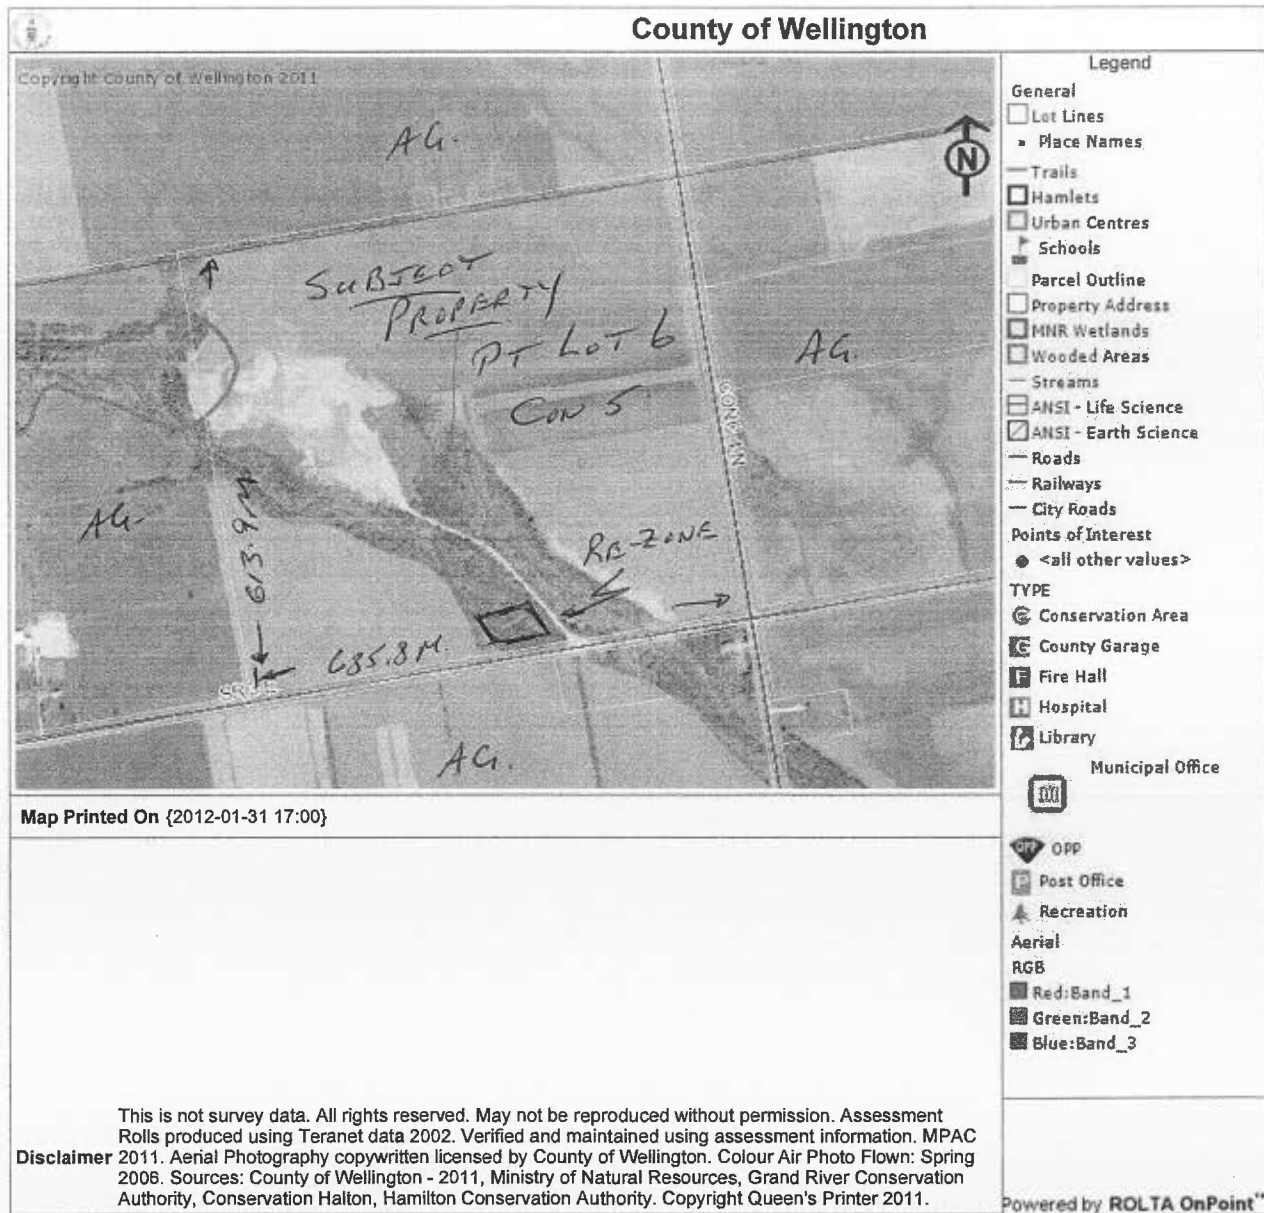 County of Wellington
Copyright County of Wellington 2011
AG.
N
SUBJECT
PROPERTY
PT LOT 6
CON 5
AG.
AG.
613.9 M
RE-ZONE
635.8 M.
AG.
Legend
General
Lot Lines
Place Names
Trails
Hamlets
Urban Centres
Schools
Parcel Outline
Property Address
MNR Wetlands
Wooded Areas
Streams
ANSI - Life Science
ANSI - Earth Science
Roads
Railways
City Roads
Points of Interest
<all other values>
TYPE
Conservation Area
County Garage
Fire Hall
Hospital
Library
Municipal Office
OPP
Post Office
Recreation
Aerial
RGB
Red:Band_1
Green:Band_2
Blue:Band_3
Map Printed On {2012-01-31 17:00}
This is not survey data. All rights reserved. May not be reproduced without permission. Assessment
Rolls produced using Teranet data 2002. Verified and maintained using assessment information. MPAC
Disclaimer 2011. Aerial Photography copywritten licensed by County of Wellington. Colour Air Photo Flown: Spring
2006. Sources: County of Wellington - 2011, Ministry of Natural Resources, Grand River Conservation
Authority, Conservation Halton, Hamilton Conservation Authority. Copyright Queen's Printer 2011.
Powered by ROLTA OnPoint